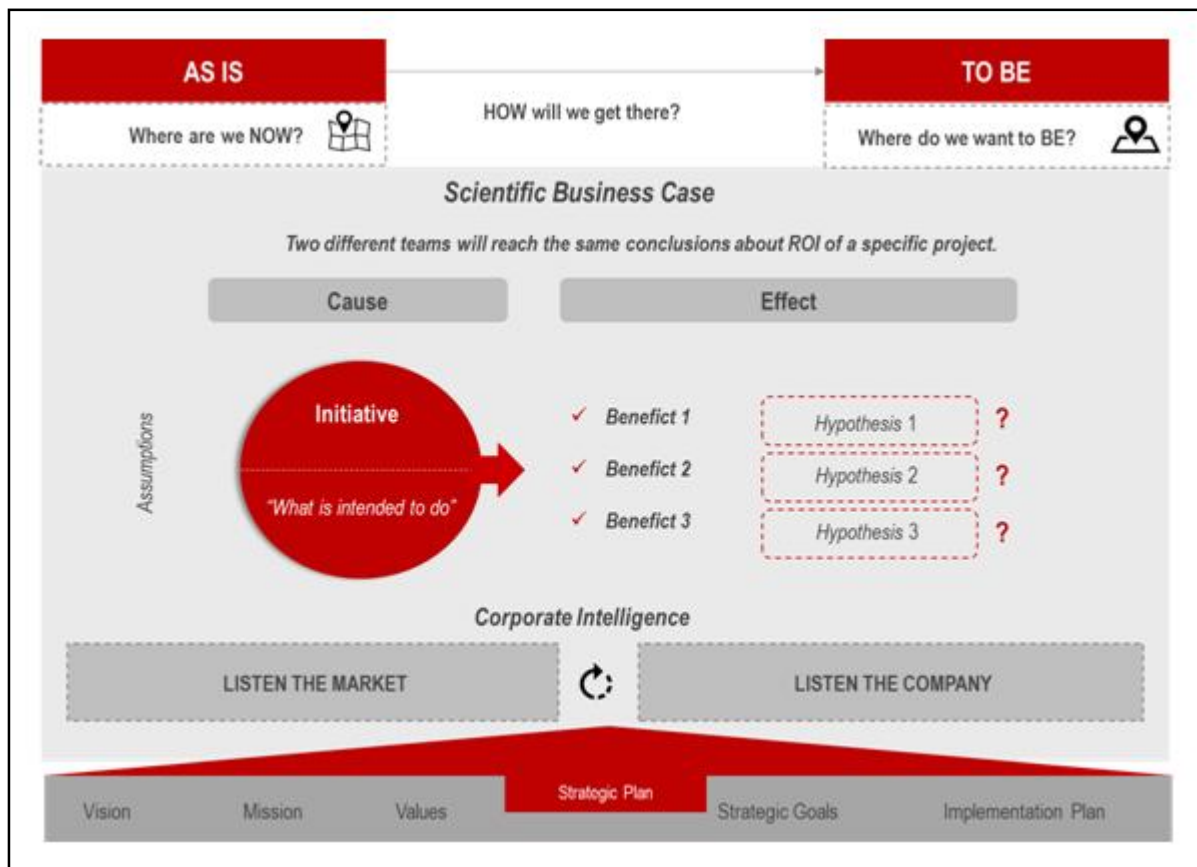 AS IS
TO BE
HOW will we get there?
Where are we NOW?
Where do we want to BE?
Scientific Business Case
Two different teams will reach the same conclusions about ROI of a specific project.
Cause
Effect
Assumptions
Initiative
"What is intended to do"
Benefict 1
Hypothesis 1 ?
Benefict 2
Hypothesis 2 ?
Benefict 3
Hypothesis 3 ?
Corporate Intelligence
LISTEN THE MARKET
LISTEN THE COMPANY
Strategic Plan
Vision
Mission
Values
Strategic Goals
Implementation Plan